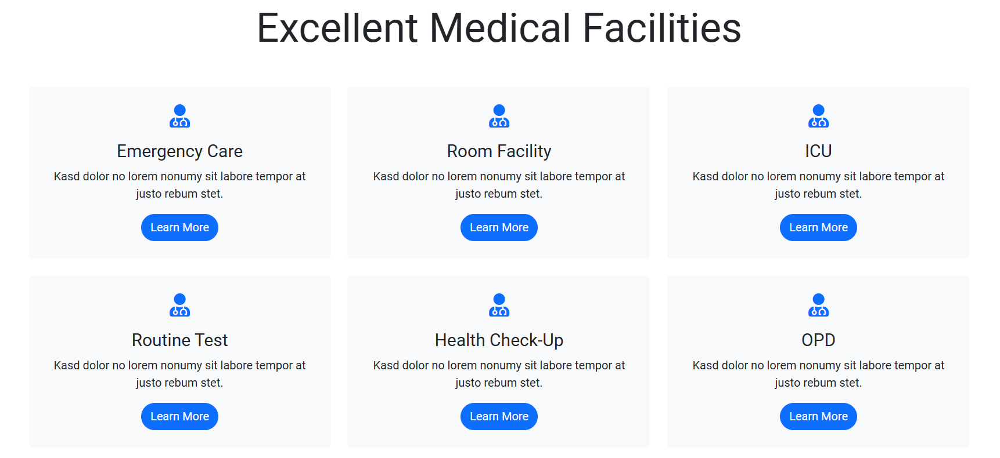 Excellent Medical Facilities
Emergency Care
Kasd dolor no lorem nonumy sit labore tempor at
justo rebum stet.
Learn More
Room Facility
Kasd dolor no lorem nonumy sit labore tempor at
justo rebum stet.
Learn More
ICU
Kasd dolor no lorem nonumy sit labore tempor at
justo rebum stet.
Learn More
Routine Test
Kasd dolor no lorem nonumy sit labore tempor at
justo rebum stet.
Learn More
Health Check-Up
Kasd dolor no lorem nonumy sit labore tempor at
justo rebum stet.
Learn More
OPD
Kasd dolor no lorem nonumy sit labore tempor at
justo rebum stet.
Learn More